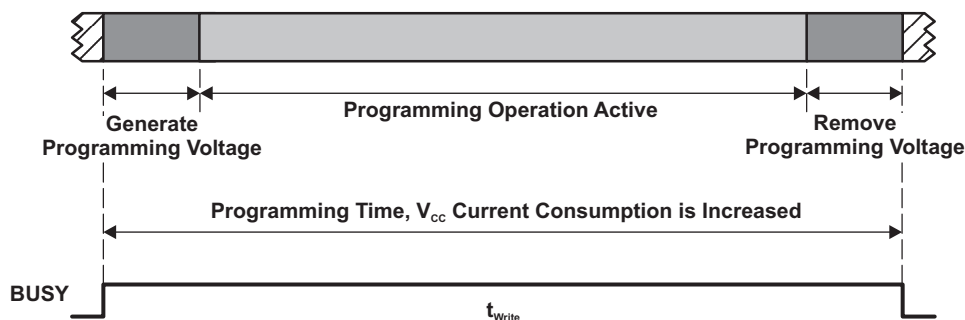 Generate
Programming Voltage
Programming Operation Active
Remove
Programming Voltage
Programming Time, Vcc Current Consumption is Increased
BUSY
tWrite